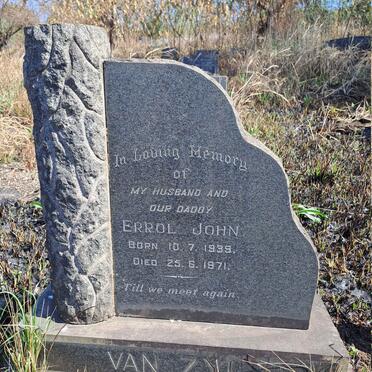 In Loving Memory
of
MY HUSBAND AND
OUR DADDY
ERROL JOHN
BORN 10.7.1939.
DIED 25.6.1971.
Till we meet again.
VAN ZYL